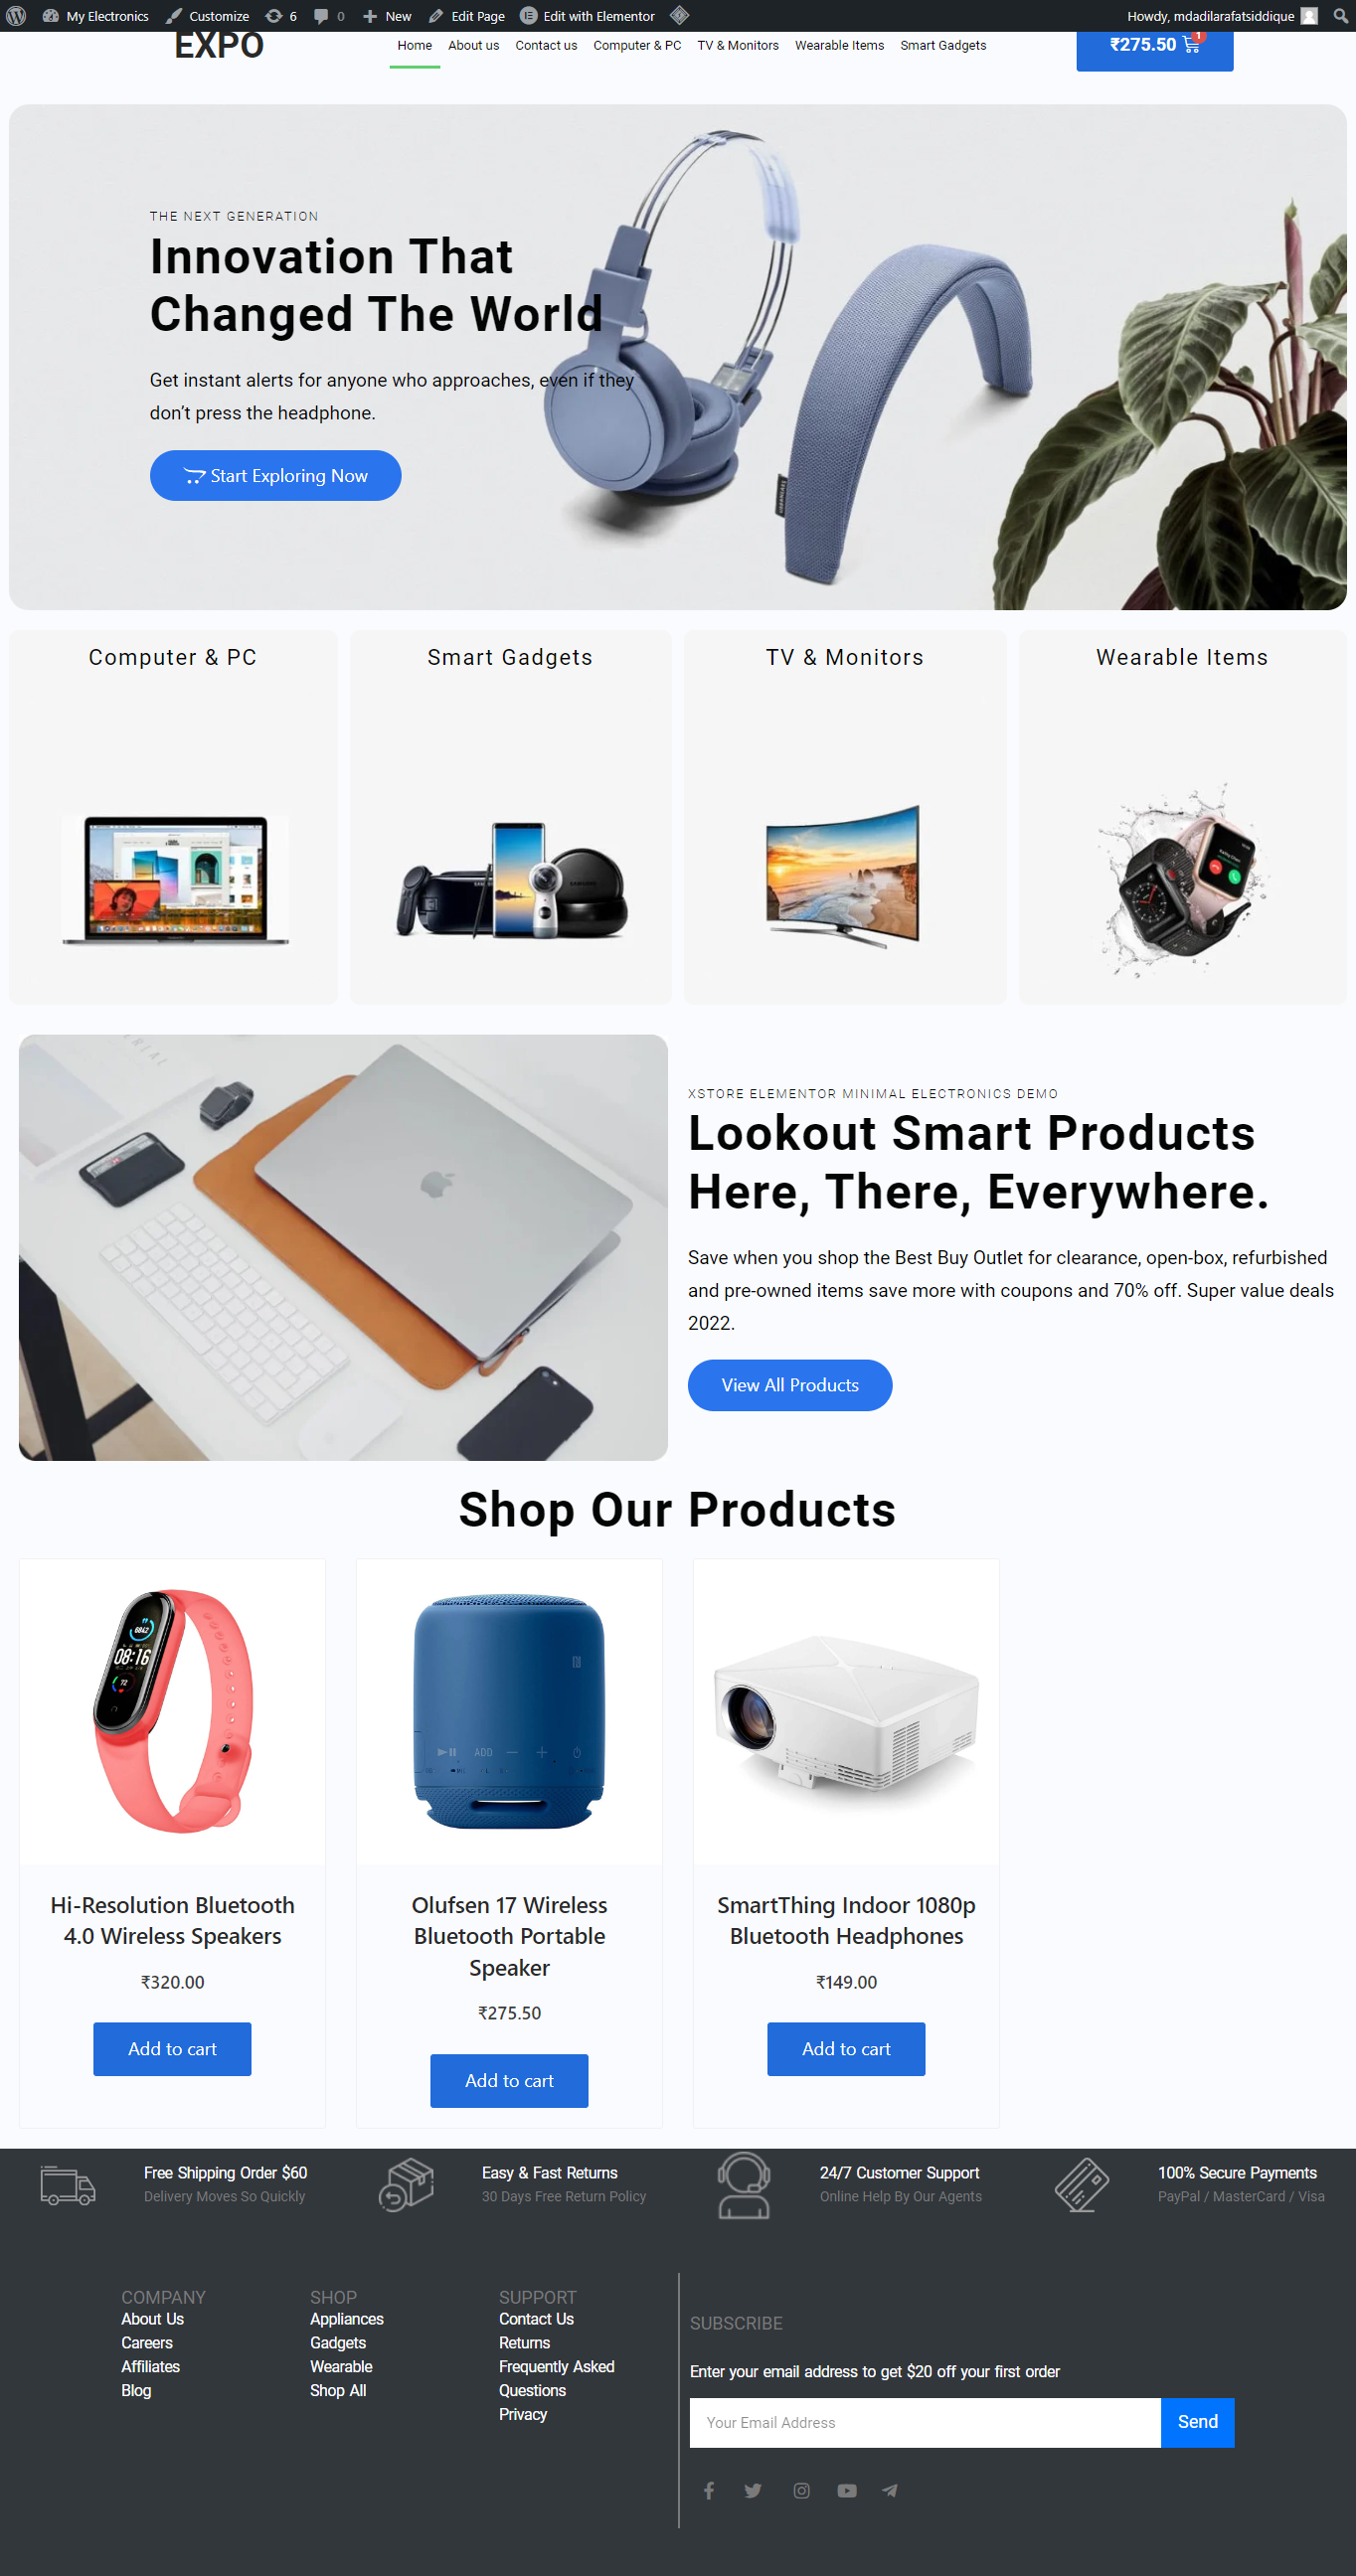 My Electronics Customize 6 0 New Edit Page Edit with Elementor Howdy, mdadilarafatsiddique
EXPO
Home About us Contact us Computer & PC TV & Monitors Wearable Items Smart Gadgets
₹275.50 1
THE NEXT GENERATION
Innovation That
Changed The World
Get instant alerts for anyone who approaches, even if they
don’t press the headphone.
Start Exploring Now
Computer & PC
Smart Gadgets
TV & Monitors
Wearable Items
XSTORE ELEMENTOR MINIMAL ELECTRONICS DEMO
Lookout Smart Products
Here, There, Everywhere.
Save when you shop the Best Buy Outlet for clearance, open-box, refurbished
and pre-owned items save more with coupons and 70% off. Super value deals
2022.
View All Products
Shop Our Products
08:16
ADD
Hi-Resolution Bluetooth
4.0 Wireless Speakers
₹320.00
Add to cart
Olufsen 17 Wireless
Bluetooth Portable
Speaker
₹275.50
Add to cart
SmartThing Indoor 1080p
Bluetooth Headphones
₹149.00
Add to cart
Free Shipping Order $60
Delivery Moves So Quickly
Easy & Fast Returns
30 Days Free Return Policy
24/7 Customer Support
Online Help By Our Agents
100% Secure Payments
PayPal / MasterCard / Visa
COMPANY
About Us
Careers
Affiliates
Blog
SHOP
Appliances
Gadgets
Wearable
Shop All
SUPPORT
Contact Us
Returns
Frequently Asked
Questions
Privacy
SUBSCRIBE
Enter your email address to get $20 off your first order
Your Email Address
Send